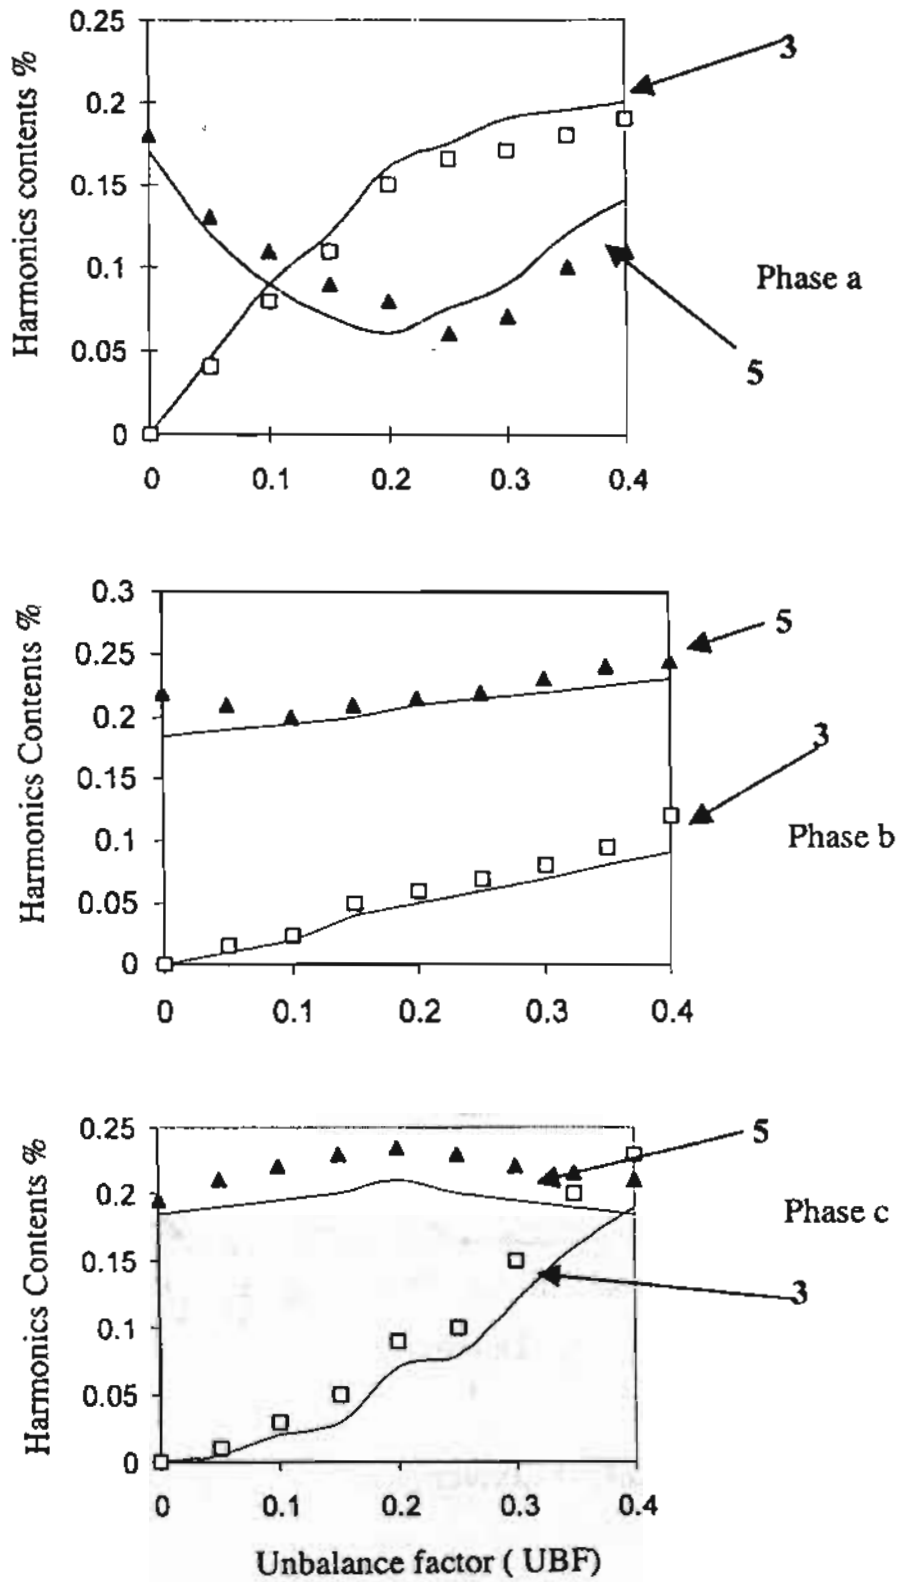 Harmonics contents %
0.25
0.2
0.15
0.1
0.05
0
0 0.1 0.2 0.3 0.4
3
5
Phase a
Harmonics Contents %
0.3
0.25
0.2
0.15
0.1
0.05
0
0 0.1 0.2 0.3 0.4
5
3
Phase b
Harmonics Contents %
0.25
0.2
0.15
0.1
0.05
0
0 0.1 0.2 0.3 0.4
5
3
Phase c
Unbalance factor ( UBF)